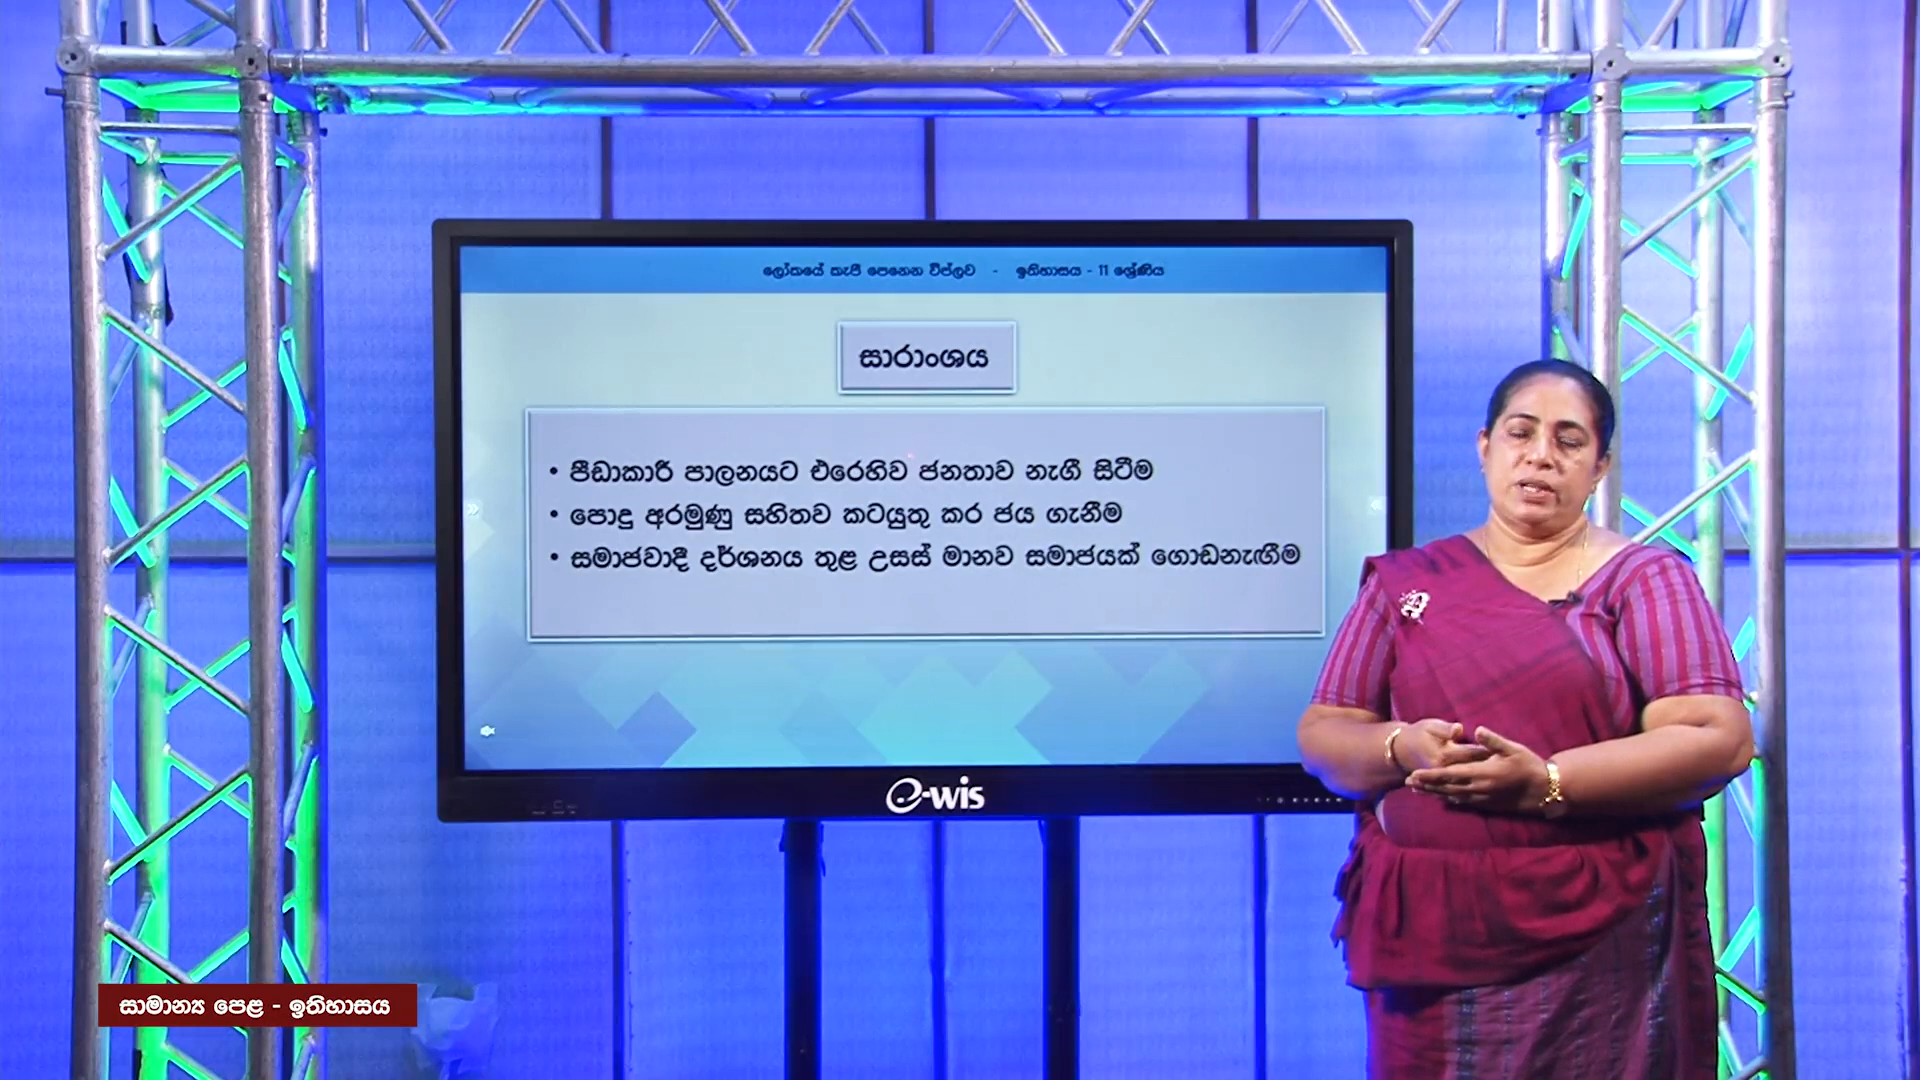 ලෝකයේ කැපී පෙනෙන විප්ලව - ඉතිහාසය - 11 ශ්‍රේණිය
සාරාංශය
• පීඩාකාරී පාලනයට එරෙහිව ජනතාව නැගී සිටීම
• පොදු අරමුණු සහිතව කටයුතු කර ජය ගැනීම
• සමාජවාදී දර්ශනය තුළ උසස් මානව සමාජයක් ගොඩනැඟීම
e-wis
සාමාන්‍ය පෙළ - ඉතිහාසය